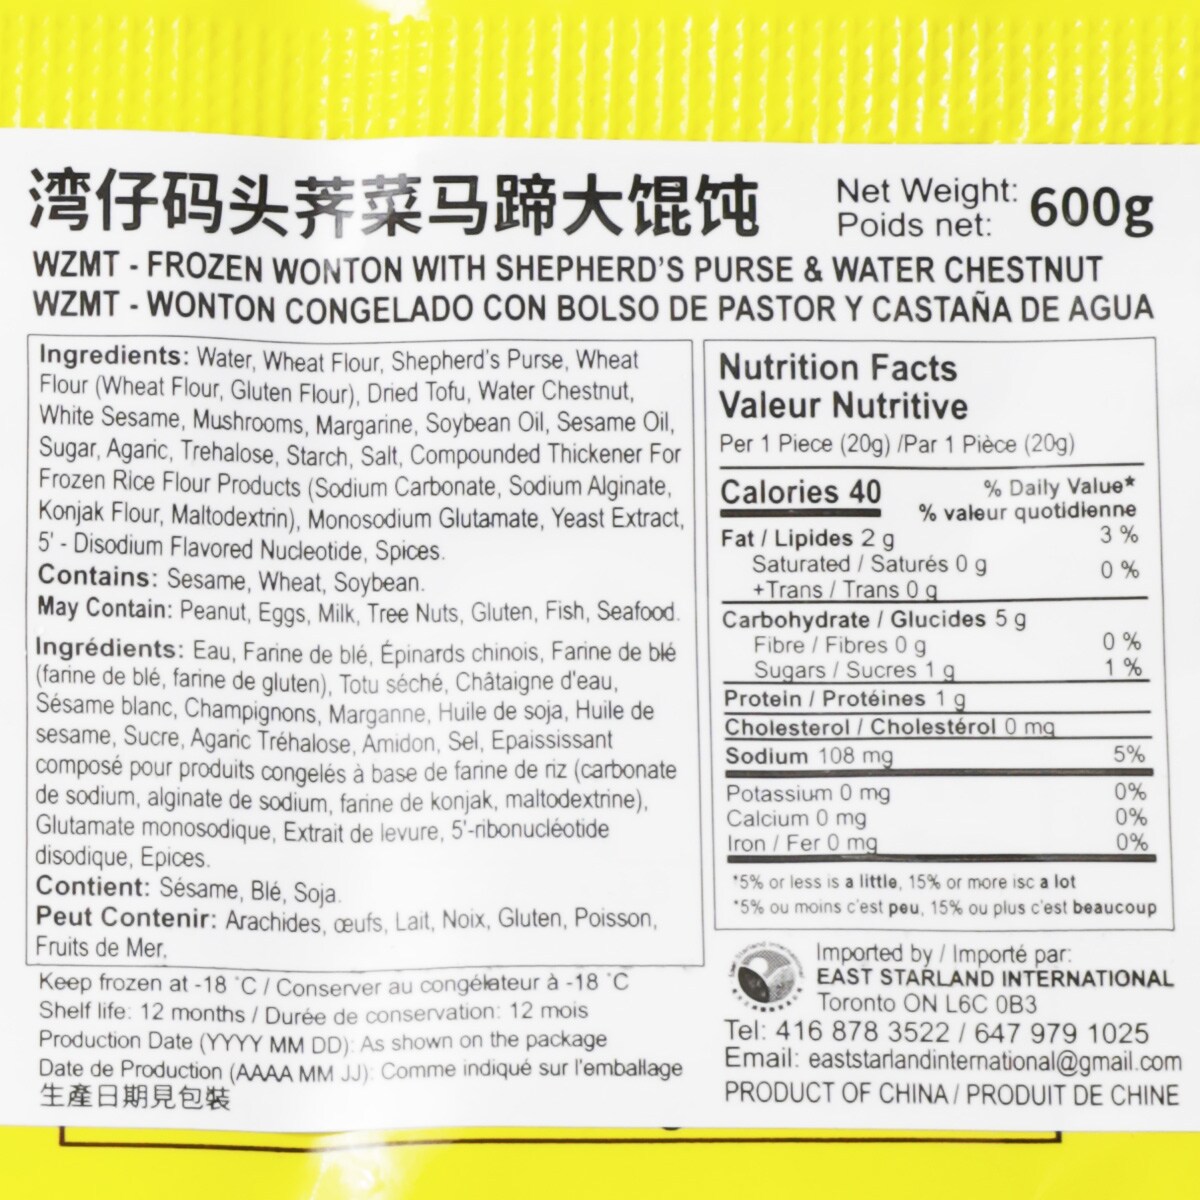 湾仔码头荠菜马蹄大馄饨
Net Weight: 600g
Poids net:
WZMT - FROZEN WONTON WITH SHEPHERD'S PURSE & WATER CHESTNUT
WZMT - WONTON CONGELADO CON BOLSO DE PASTOR Y CASTAÑA DE AGUA
Ingredients: Water, Wheat Flour, Shepherd's Purse, Wheat
Flour (Wheat Flour, Gluten Flour), Dried Tofu, Water Chestnut,
White Sesame, Mushrooms, Margarine, Soybean Oil, Sesame Oil,
Sugar, Agaric, Trehalose, Starch, Salt, Compounded Thickener For
Frozen Rice Flour Products (Sodium Carbonate, Sodium Alginate,
Konjak Flour, Maltodextrin), Monosodium Glutamate, Yeast Extract,
5' - Disodium Flavored Nucleotide, Spices.
Contains: Sesame, Wheat, Soybean.
May Contain: Peanut, Eggs, Milk, Tree Nuts, Gluten, Fish, Seafood.
Ingrédients: Eau, Farine de blé, Épinards chinois, Farine de blé
(farine de blé, farine de gluten), Totu séché, Châtaigne d'eau,
Sésame blanc, Champignons, Marganne, Huile de soja, Huile de
sesame, Sucre, Agaric Tréhalose, Amidon, Sel, Epaississant
composé pour produits congelés à base de farine de riz (carbonate
de sodium, alginate de sodium, farine de konjak, maltodextrine),
Glutamate monosodique, Extrait de levure, 5'-ribonucléotide
disodique, Epices.
Contient: Sésame, Blé, Soja.
Peut Contenir: Arachides, œufs, Lait, Noix, Gluten, Poisson,
Fruits de Mer.
Keep frozen at -18 °C / Conserver au congélateur à -18 °C
Shelf life: 12 months / Durée de conservation: 12 mois
Production Date (YYYY MM DD): As shown on the package
Date de Production (AAAA MM JJ): Comme indiqué sur l'emballage
生產日期見包裝
Nutrition Facts
Valeur Nutritive
Per 1 Piece (20g) /Par 1 Pièce (20g)
Calories 40
% Daily Value*
% valeur quotidienne
Fat / Lipides 2 g 3 %
Saturated / Saturés 0 g 0 %
+Trans / Trans 0 g
Carbohydrate / Glucides 5 g
Fibre / Fibres 0 g 0 %
Sugars / Sucres 1 g 1 %
Protein / Protéines 1 g
Cholesterol / Cholestérol 0 mg
Sodium 108 mg 5%
Potassium 0 mg 0%
Calcium 0 mg 0%
Iron / Fer 0 mg 0%
*5% or less is a little, 15% or more isc a lot
*5% ou moins c'est peu, 15% ou plus c'est beaucoup
Imported by / Importé par:
EAST STARLAND INTERNATIONAL
Toronto ON L6C 0B3
Tel: 416 878 3522 / 647 979 1025
Email: eaststarlandinternational@gmail.com
PRODUCT OF CHINA / PRODUIT DE CHINE